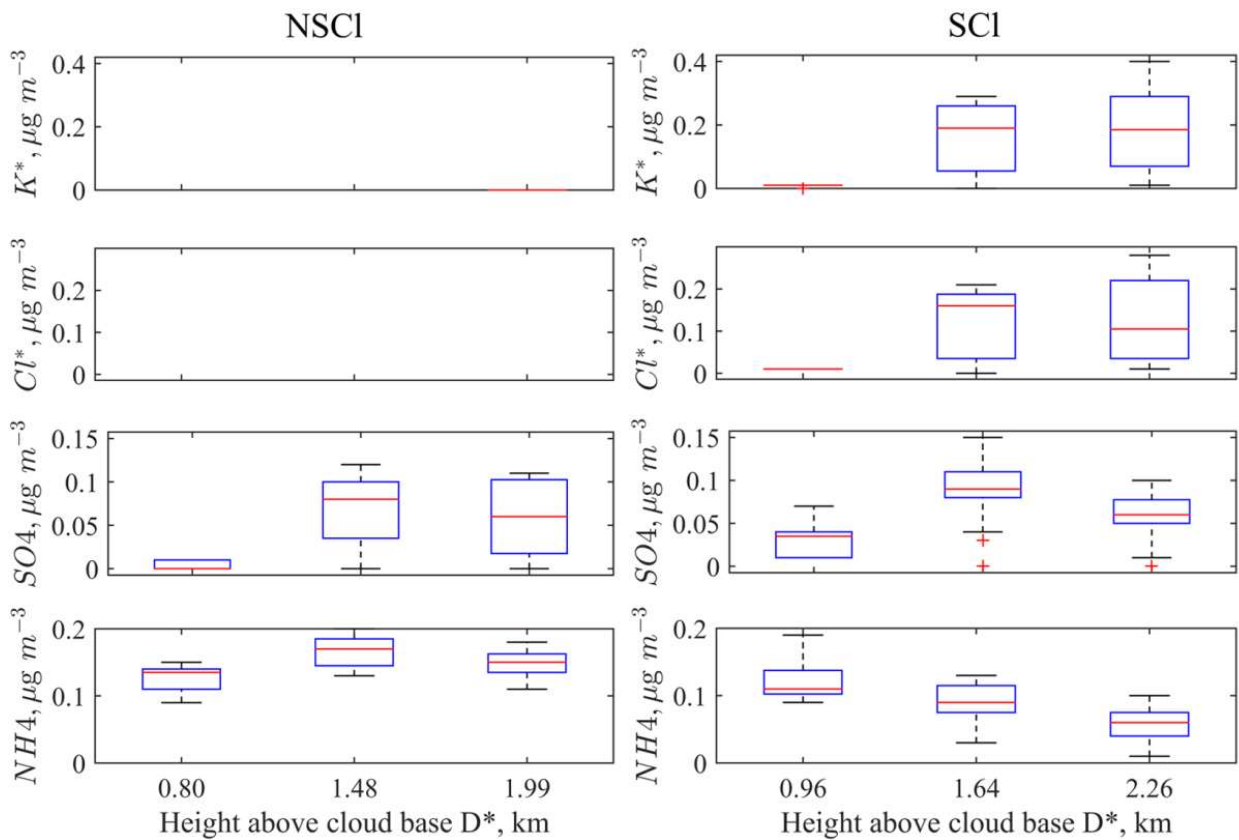 NSCl
SCl
K*, μg m−3
0.4
0.2
0
K*, μg m−3
0.4
0.2
0
Cl*, μg m−3
0.2
0.1
0
Cl*, μg m−3
0.2
0.1
0
SO4, μg m−3
0.15
0.1
0.05
0
SO4, μg m−3
0.15
0.1
0.05
0
NH4, μg m−3
0.2
0.1
0
NH4, μg m−3
0.2
0.1
0
0.80 1.48 1.99
0.96 1.64 2.26
Height above cloud base D*, km
Height above cloud base D*, km